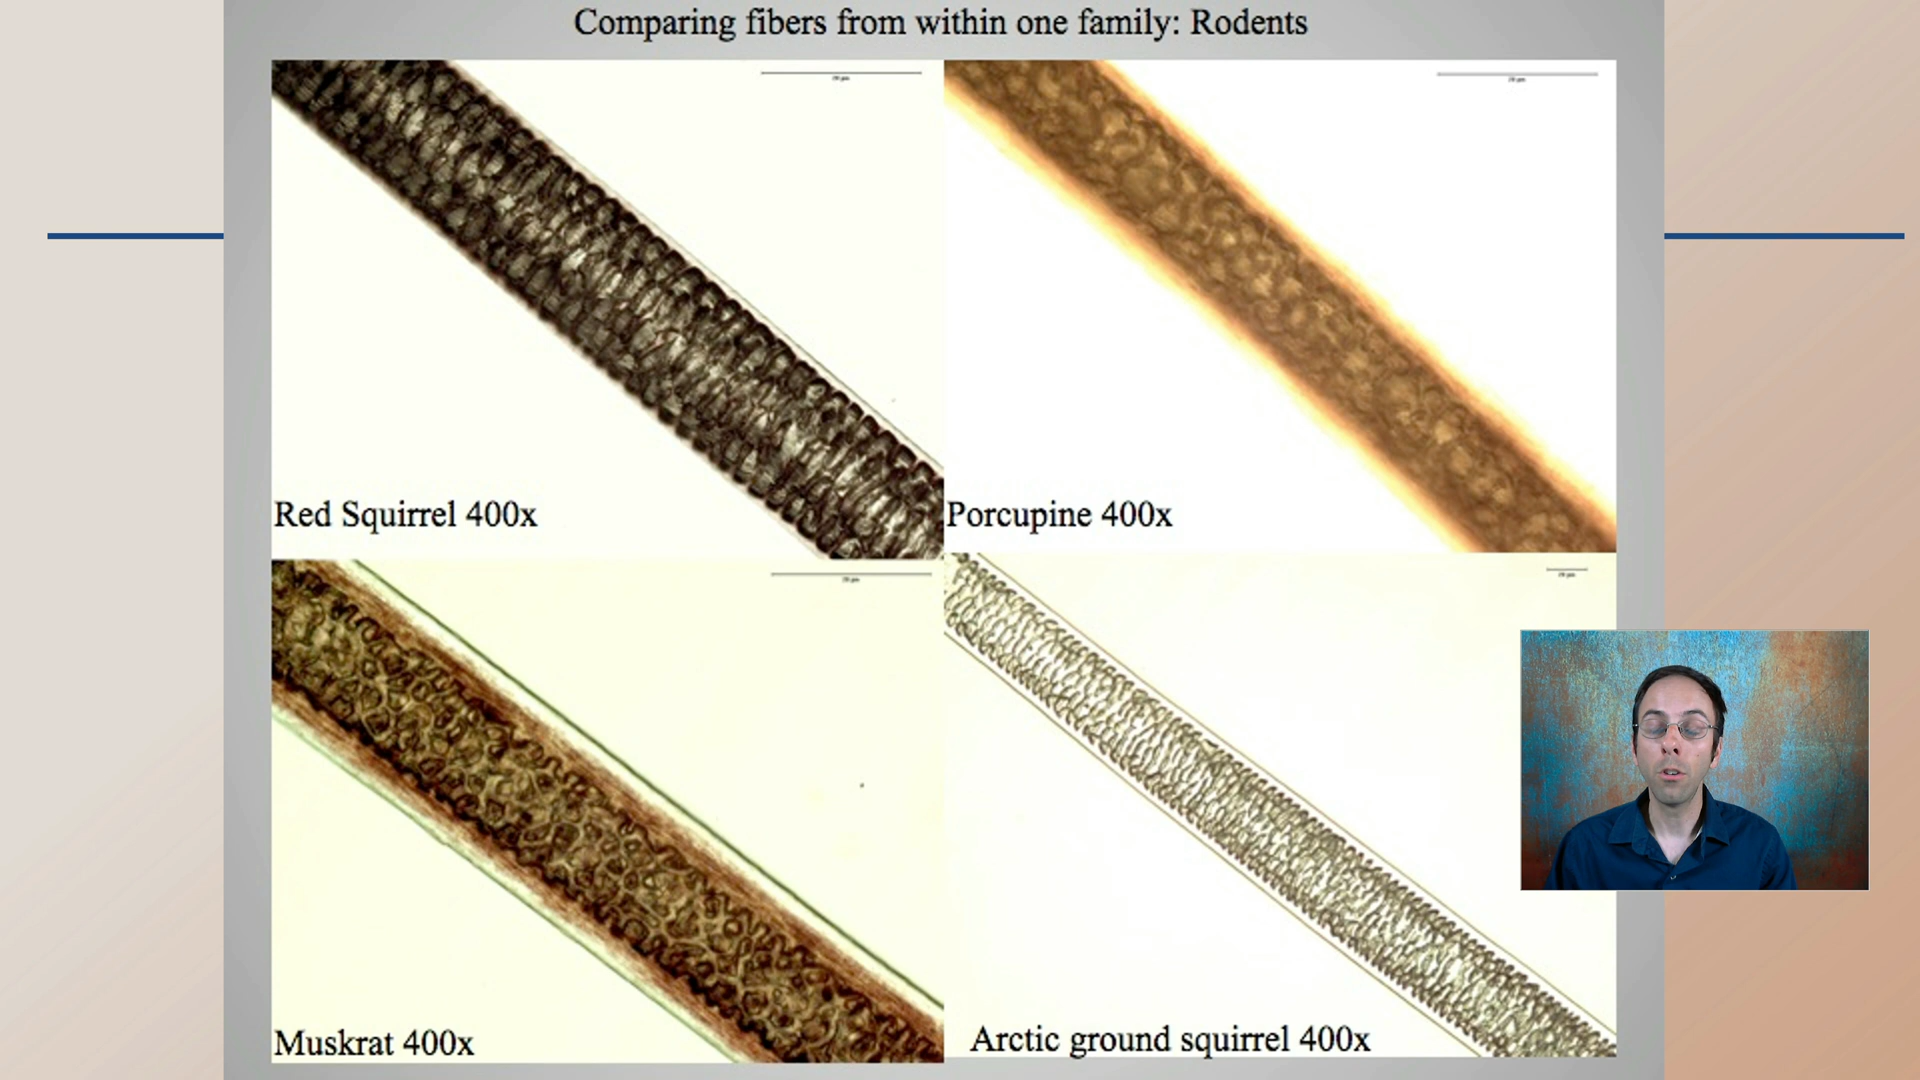 Comparing fibers from within one family: Rodents
Red Squirrel 400x
Porcupine 400x
Muskrat 400x
Arctic ground squirrel 400x